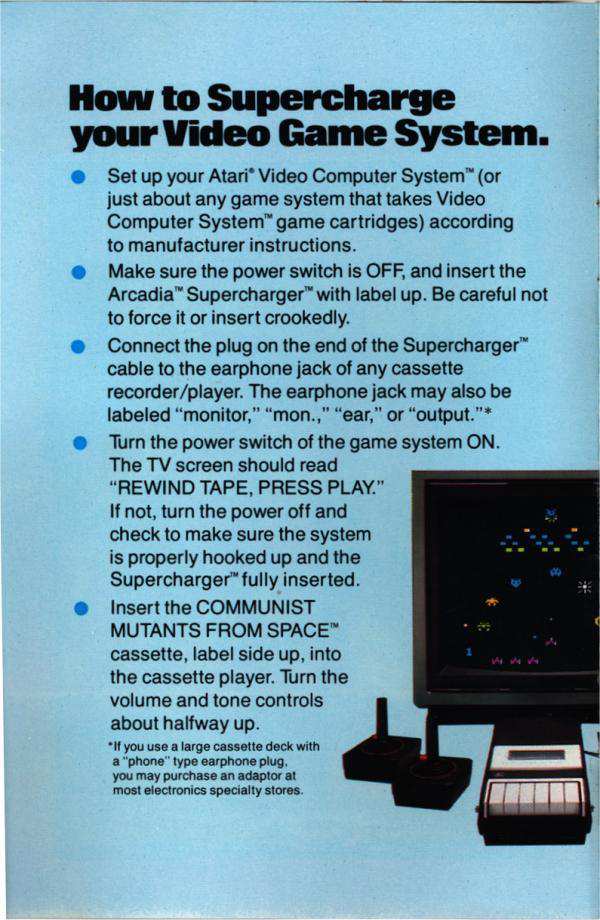 How to Supercharge
your Video Game System.
● Set up your Atari® Video Computer System™ (or
just about any game system that takes Video
Computer System™ game cartridges) according
to manufacturer instructions.
● Make sure the power switch is OFF, and insert the
Arcadia™ Supercharger™ with label up. Be careful not
to force it or insert crookedly.
● Connect the plug on the end of the Supercharger™
cable to the earphone jack of any cassette
recorder/player. The earphone jack may also be
labeled “monitor,” “mon.,” “ear,” or “output.”*
● Turn the power switch of the game system ON.
The TV screen should read
“REWIND TAPE, PRESS PLAY.”
If not, turn the power off and
check to make sure the system
is properly hooked up and the
Supercharger™ fully inserted.
● Insert the COMMUNIST
MUTANTS FROM SPACE™
cassette, label side up, into
the cassette player. Turn the
volume and tone controls
about halfway up.
*If you use a large cassette deck with
a “phone” type earphone plug,
you may purchase an adaptor at
most electronics specialty stores.
1